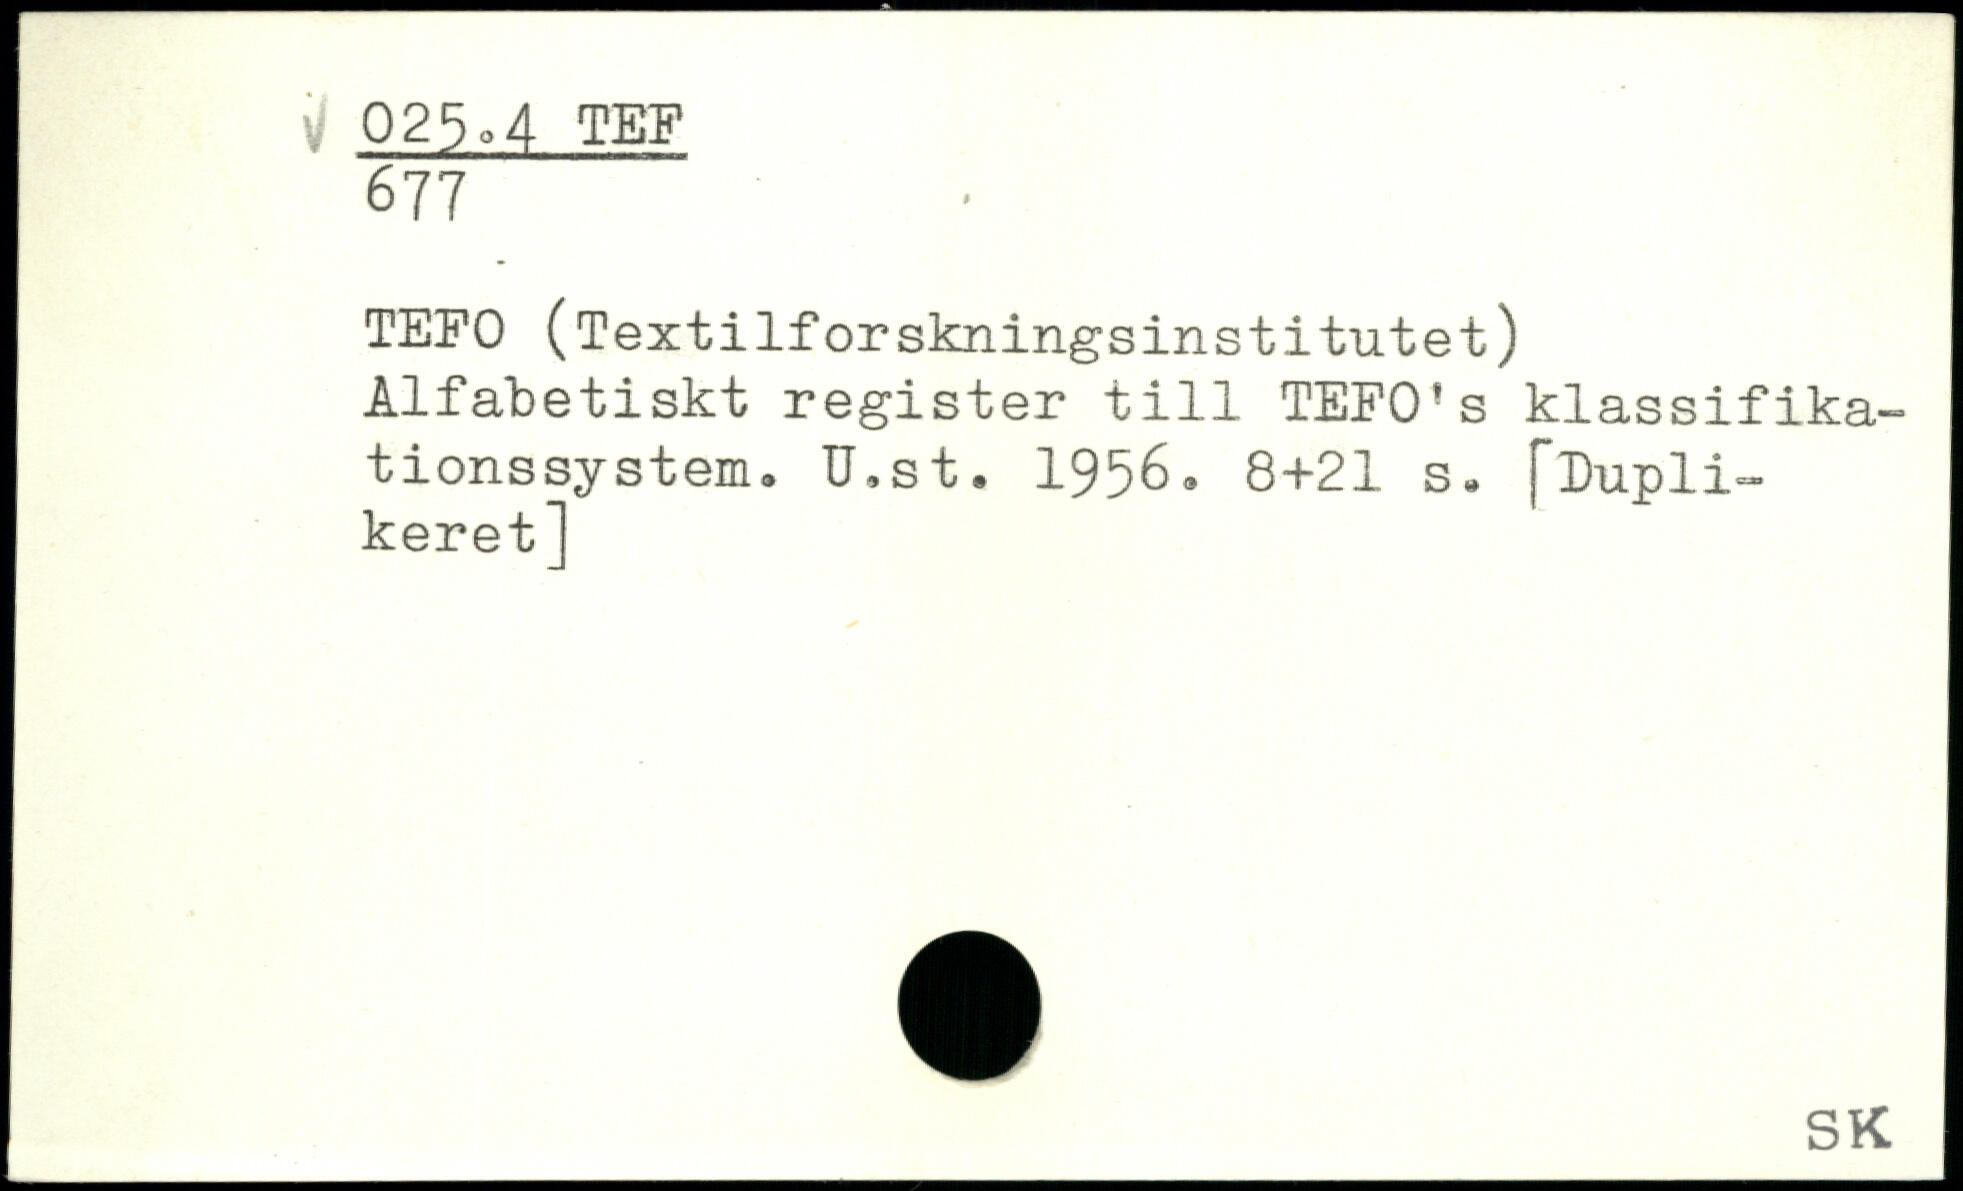 √ 025.4 TEF
677
TEFO (Textilforskningsinstitutet)
Alfabetiskt register till TEFO's klassifika-
tionssystem. U.st. 1956. 8+21 s. [Dupli-
keret]
SK